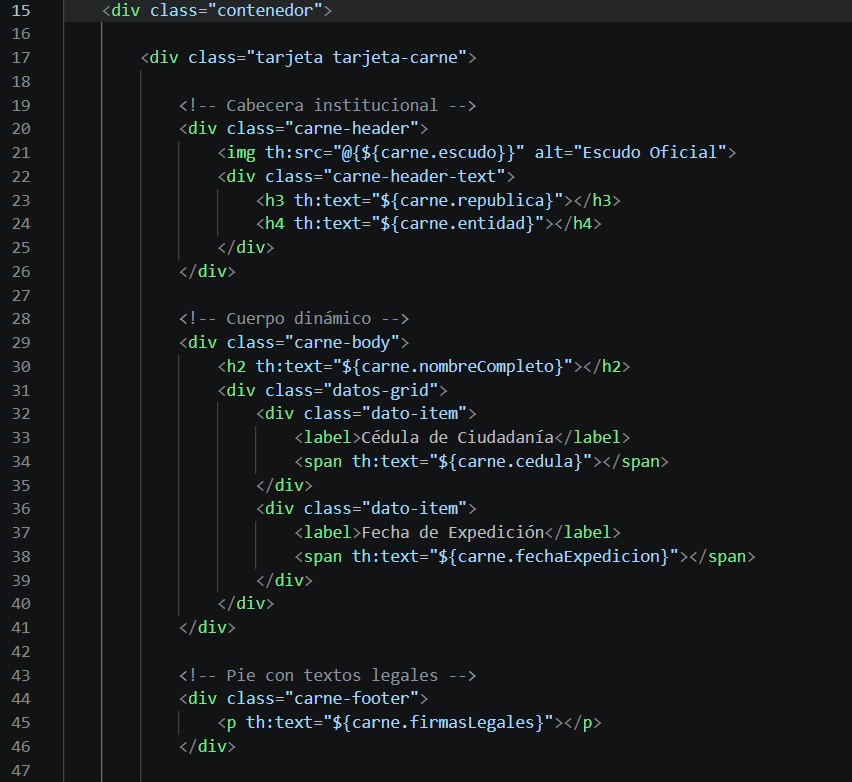 15 <div class="contenedor">
16
17 <div class="tarjeta tarjeta-carne">
18
19 <!-- Cabecera institucional -->
20 <div class="carne-header">
21 <img th:src="@{${carne.escudo}}" alt="Escudo Oficial">
22 <div class="carne-header-text">
23 <h3 th:text="${carne.republica}"></h3>
24 <h4 th:text="${carne.entidad}"></h4>
25 </div>
26 </div>
27
28 <!-- Cuerpo dinámico -->
29 <div class="carne-body">
30 <h2 th:text="${carne.nombreCompleto}"></h2>
31 <div class="datos-grid">
32 <div class="dato-item">
33 <label>Cédula de Ciudadanía</label>
34 <span th:text="${carne.cedula}"></span>
35 </div>
36 <div class="dato-item">
37 <label>Fecha de Expedición</label>
38 <span th:text="${carne.fechaExpedicion}"></span>
39 </div>
40 </div>
41 </div>
42
43 <!-- Pie con textos legales -->
44 <div class="carne-footer">
45 <p th:text="${carne.firmasLegales}"></p>
46 </div>
47